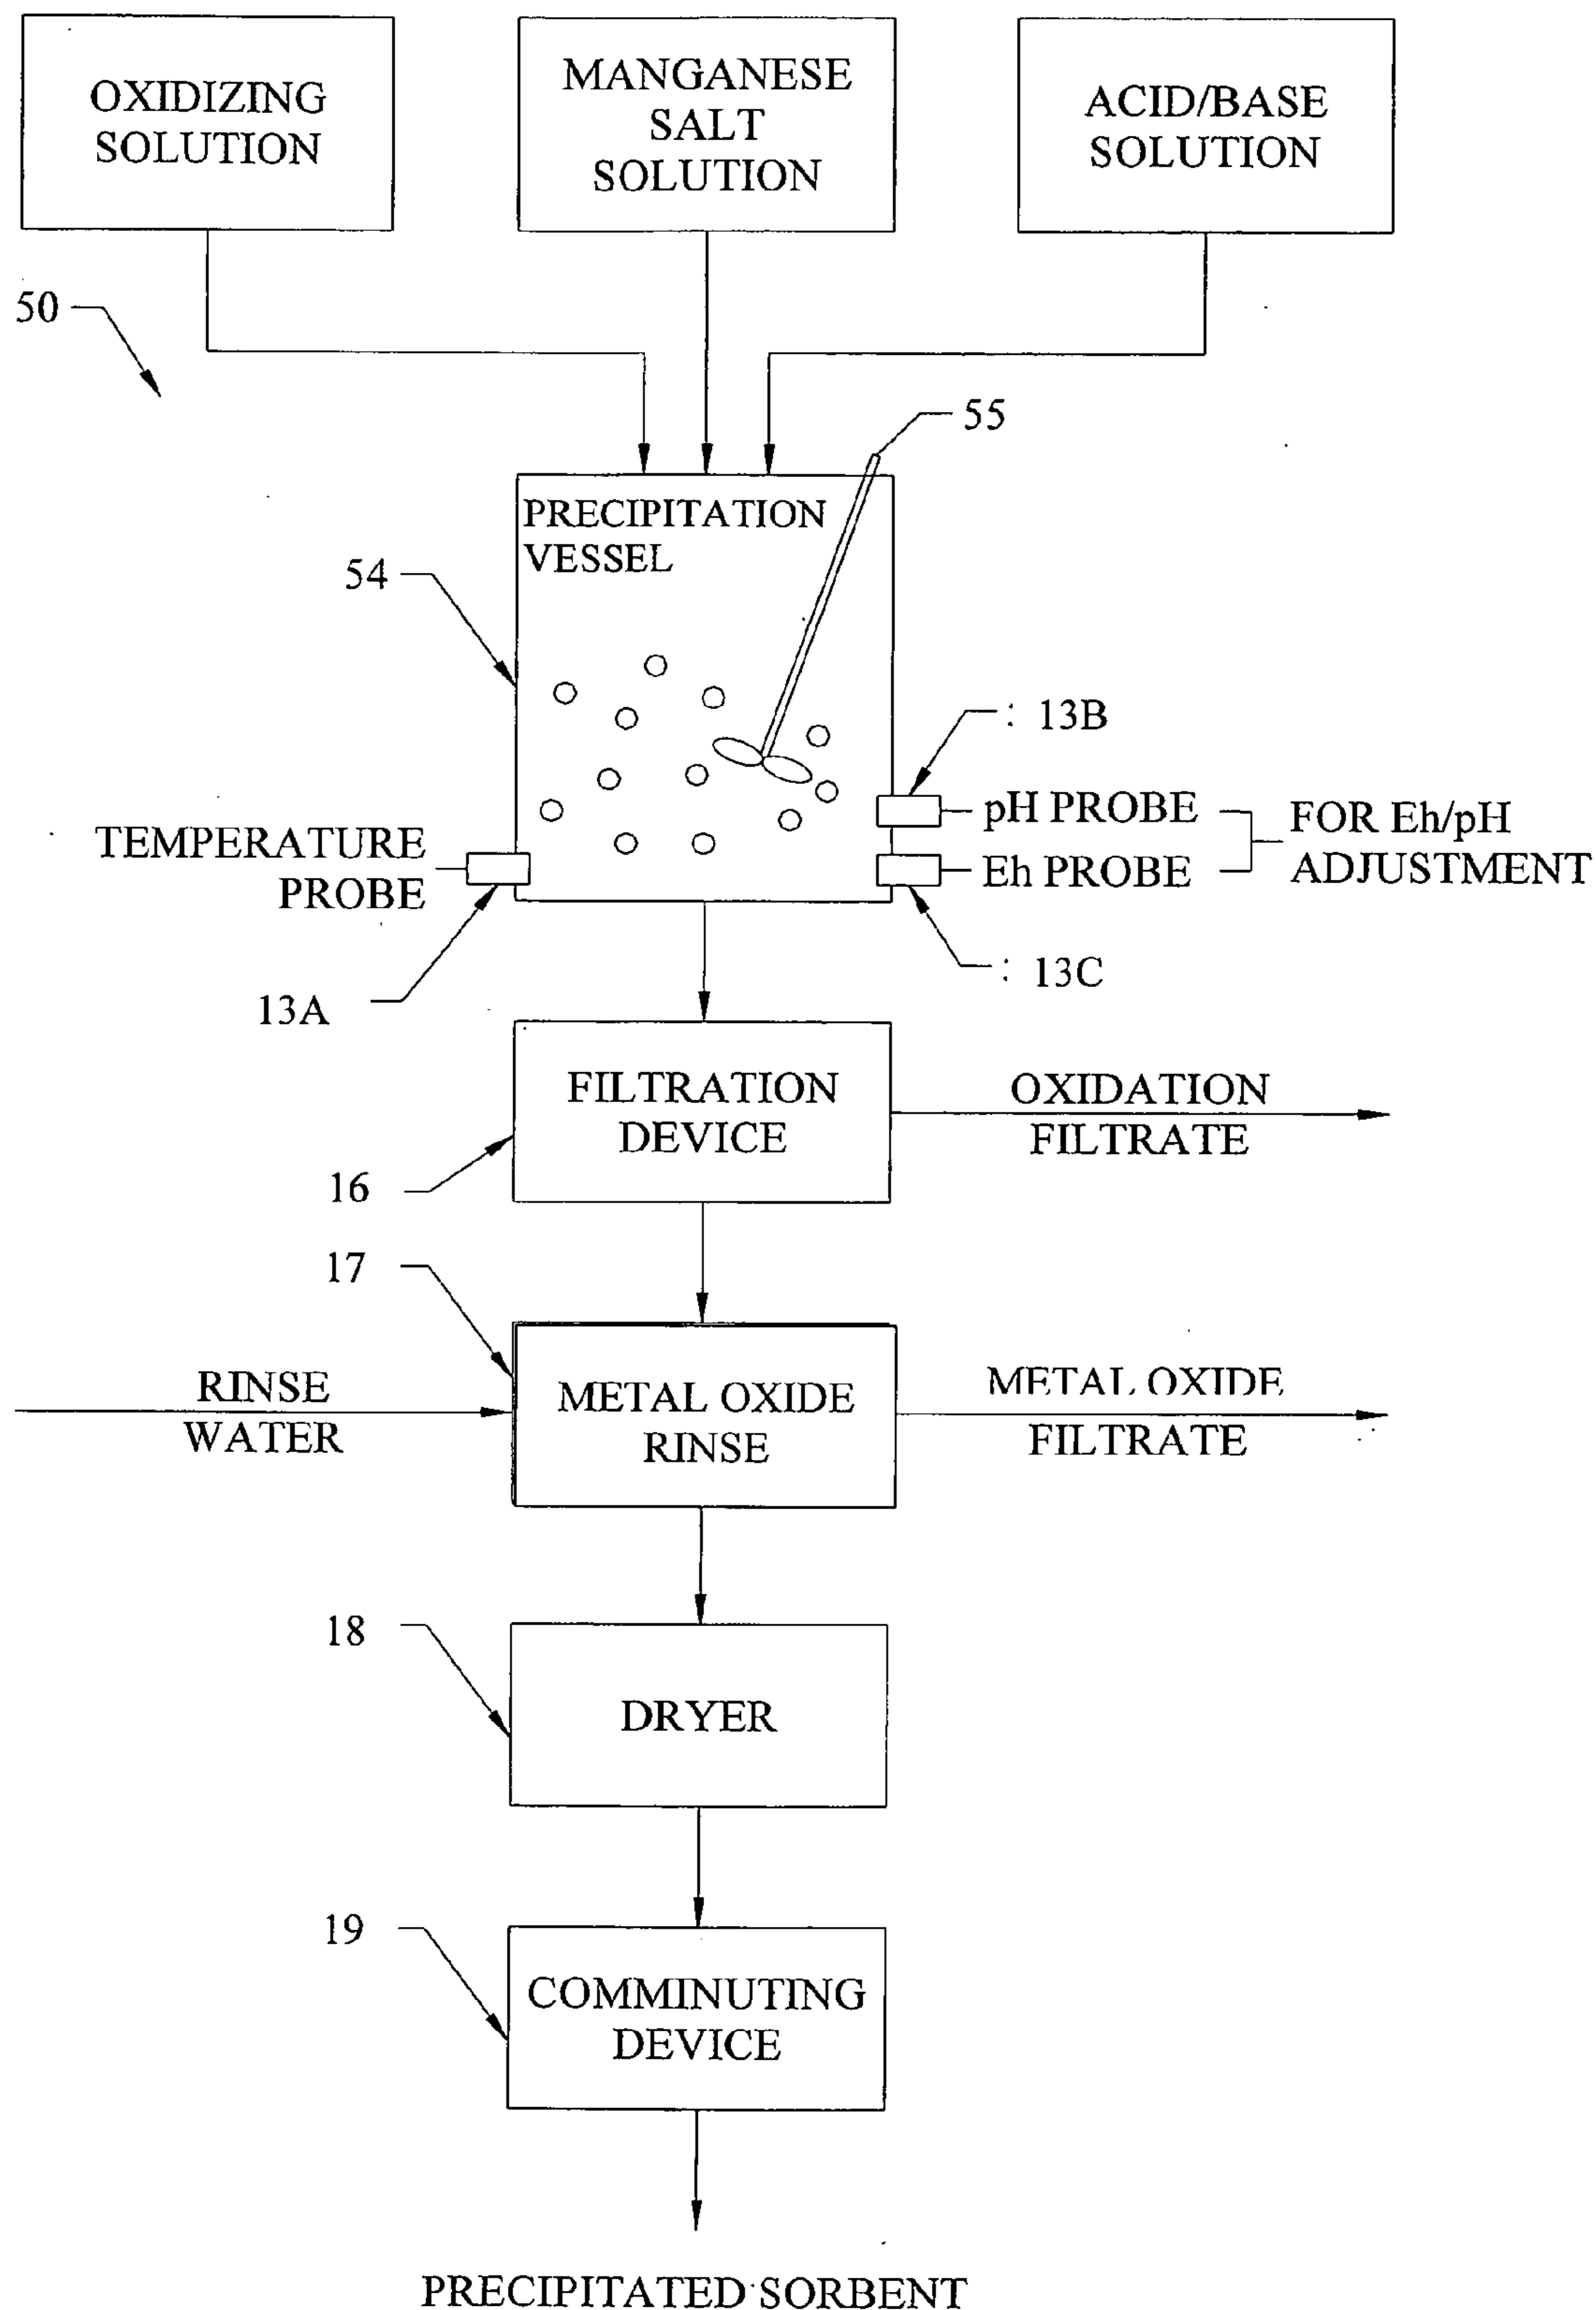 OXIDIZING
SOLUTION
MANGANESE
SALT
SOLUTION
ACID/BASE
SOLUTION
50
55
PRECIPITATION
VESSEL
54
: 13B
pH PROBE
Eh PROBE
FOR Eh/pH
ADJUSTMENT
TEMPERATURE
PROBE
: 13C
13A
FILTRATION
DEVICE
OXIDATION
FILTRATE
16
17
RINSE
WATER
METAL OXIDE
RINSE
METAL OXIDE
FILTRATE
18
DRYER
19
COMMINUTING
DEVICE
PRECIPITATED SORBENT